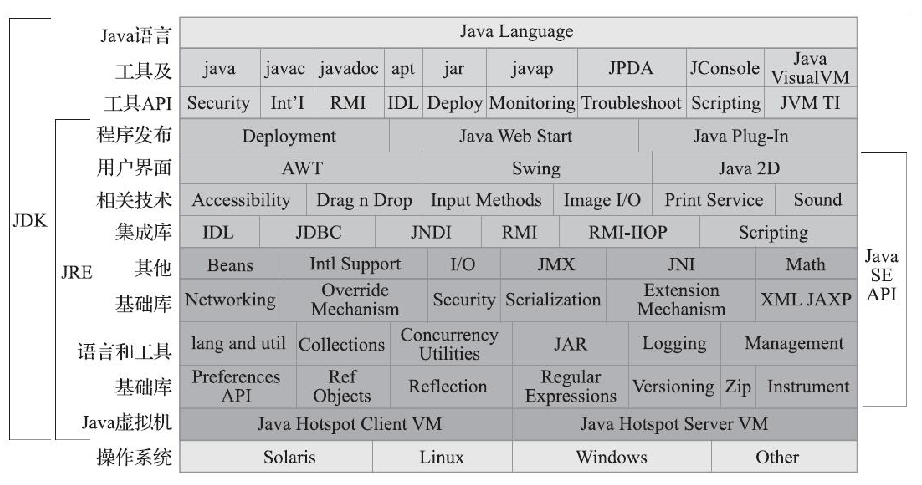 Java语言 Java Language
工具及 java javac javadoc apt jar javap JPDA JConsole Java VisualVM
工具API Security Int'l RMI IDL Deploy Monitoring Troubleshoot Scripting JVM TI
程序发布 Deployment Java Web Start Java Plug-In
用户界面 AWT Swing Java 2D
相关技术 Accessibility Drag n Drop Input Methods Image I/O Print Service Sound
JDK
集成库 IDL JDBC JNDI RMI RMI-IIOP Scripting
JRE
其他 Beans Intl Support I/O JMX JNI Math
Java SE API
基础库 Networking Override Mechanism Security Serialization Extension Mechanism XML JAXP
语言和工具 lang and util Collections Concurrency Utilities JAR Logging Management
基础库 Preferences API Ref Objects Reflection Regular Expressions Versioning Zip Instrument
Java虚拟机 Java Hotspot Client VM Java Hotspot Server VM
操作系统 Solaris Linux Windows Other